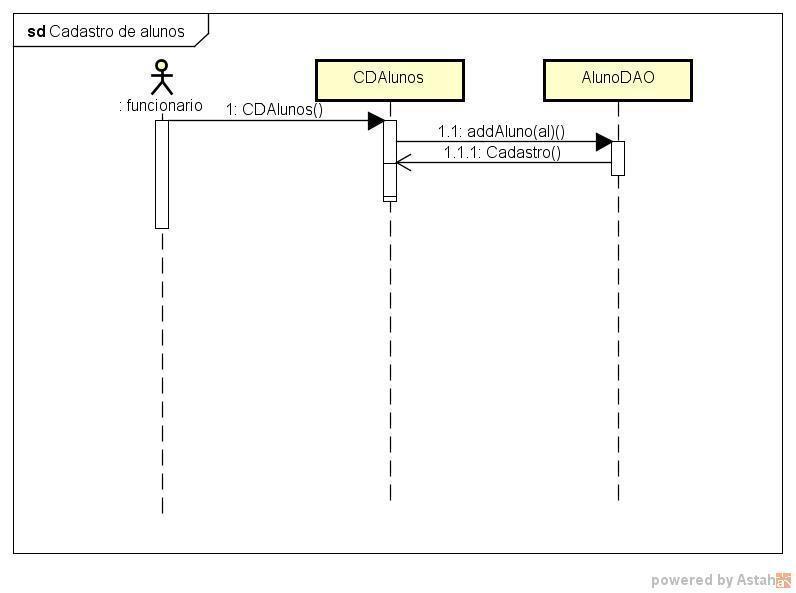 sd Cadastro de alunos
CDAlunos
AlunoDAO
: funcionario
1: CDAlunos()
1.1: addAluno(al)()
1.1.1: Cadastro()
powered by Astah